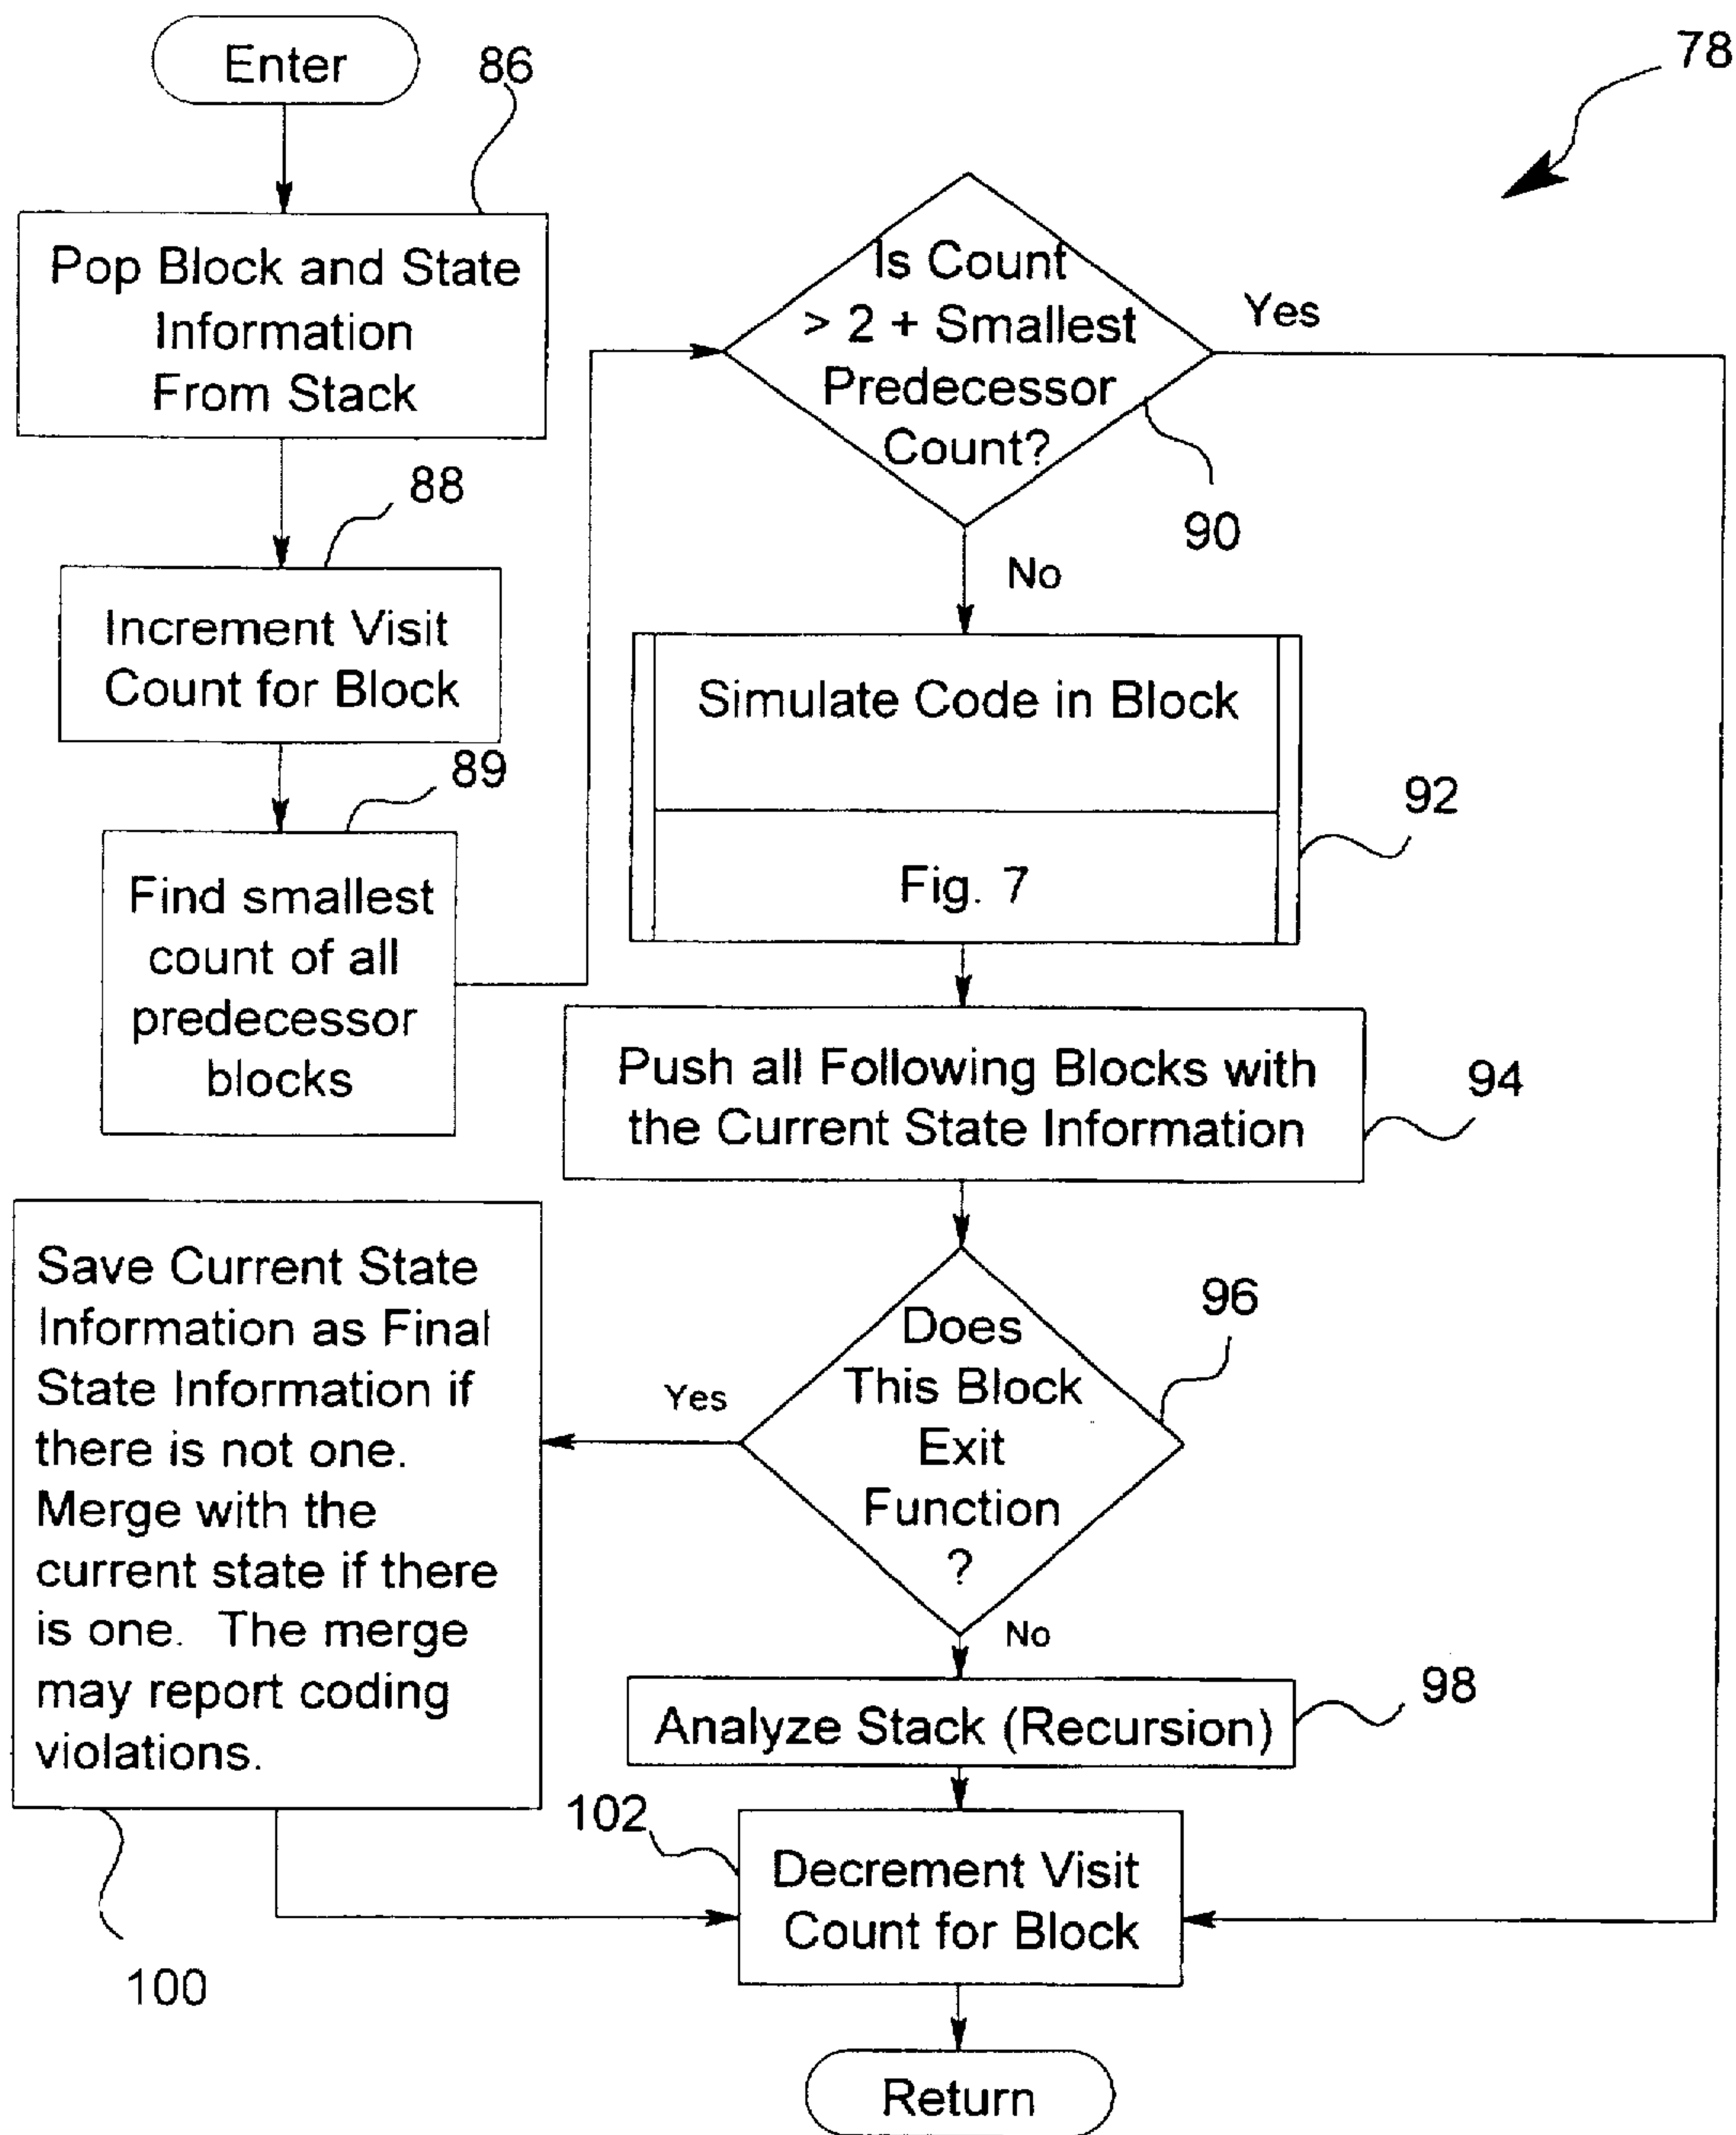 Enter
86
78
Pop Block and State
Information
From Stack
88
Increment Visit
Count for Block
89
Find smallest
count of all
predecessor
blocks
Is Count
> 2 + Smallest
Predecessor
Count?
Yes
90
No
Simulate Code in Block
Fig. 7
92
Push all Following Blocks with
the Current State Information
94
Does
This Block
Exit
Function
?
96
Yes
No
Save Current State
Information as Final
State Information if
there is not one.
Merge with the
current state if there
is one. The merge
may report coding
violations.
100
Analyze Stack (Recursion)
98
102
Decrement Visit
Count for Block
Return